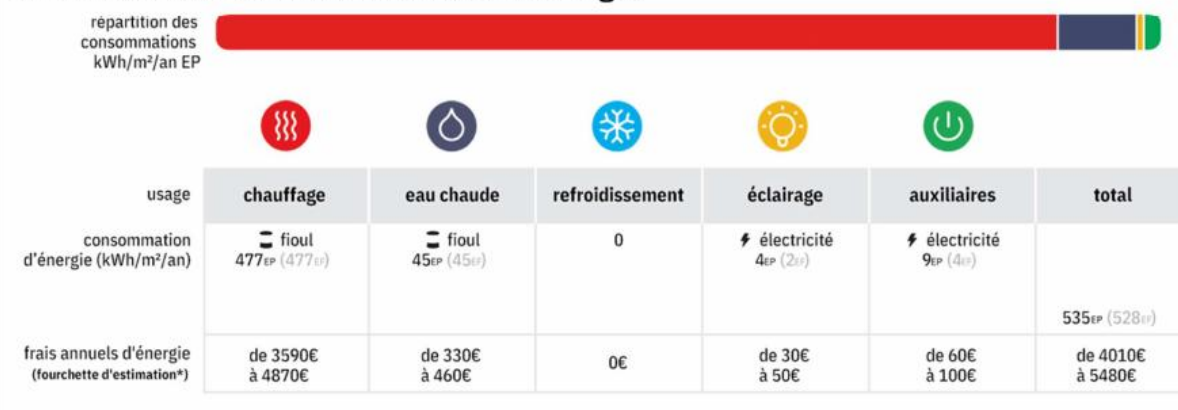 répartition des
consommations
kWh/m²/an EP
usage
chauffage
eau chaude
refroidissement
éclairage
auxiliaires
total
consommation
d'énergie (kWh/m²/an)
fioul
477EP (477EF)
fioul
45EP (45EF)
0
électricité
4EP (2EF)
électricité
9EP (4EF)
535EP (528EF)
frais annuels d'énergie
(fourchette d'estimation*)
de 3590€
à 4870€
de 330€
à 460€
0€
de 30€
à 50€
de 60€
à 100€
de 4010€
à 5480€